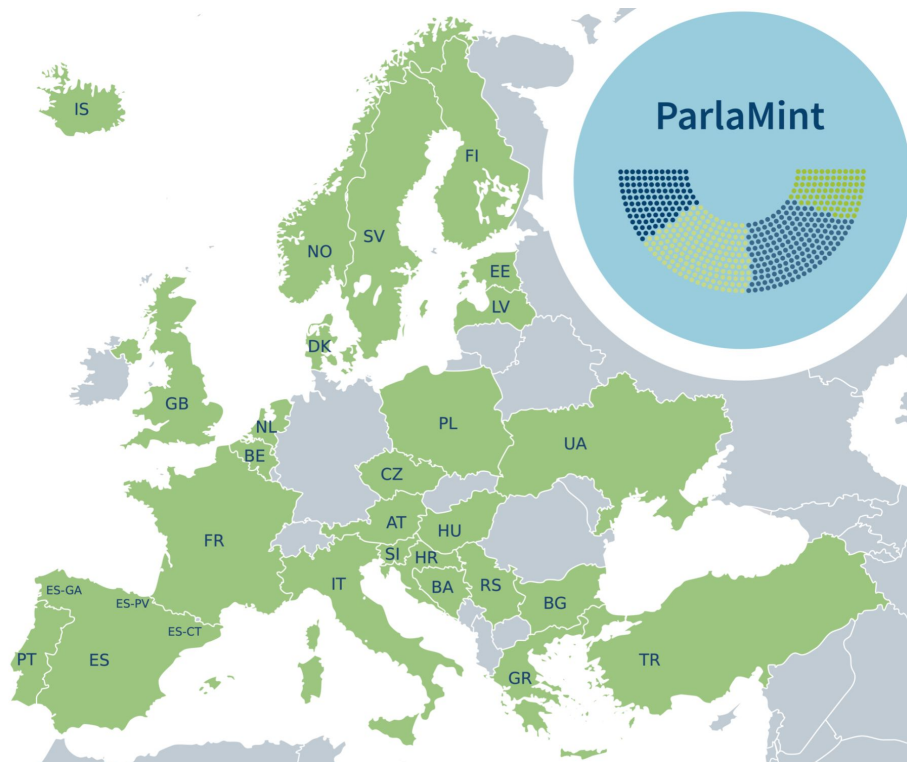 ParlaMint
IS
FI
NO
SV
EE
LV
DK
GB
NL
BE
PL
UA
CZ
FR
AT
HU
SI
HR
IT
BA
RS
BG
ES-GA
ES-PV
ES-CT
PT
ES
GR
TR